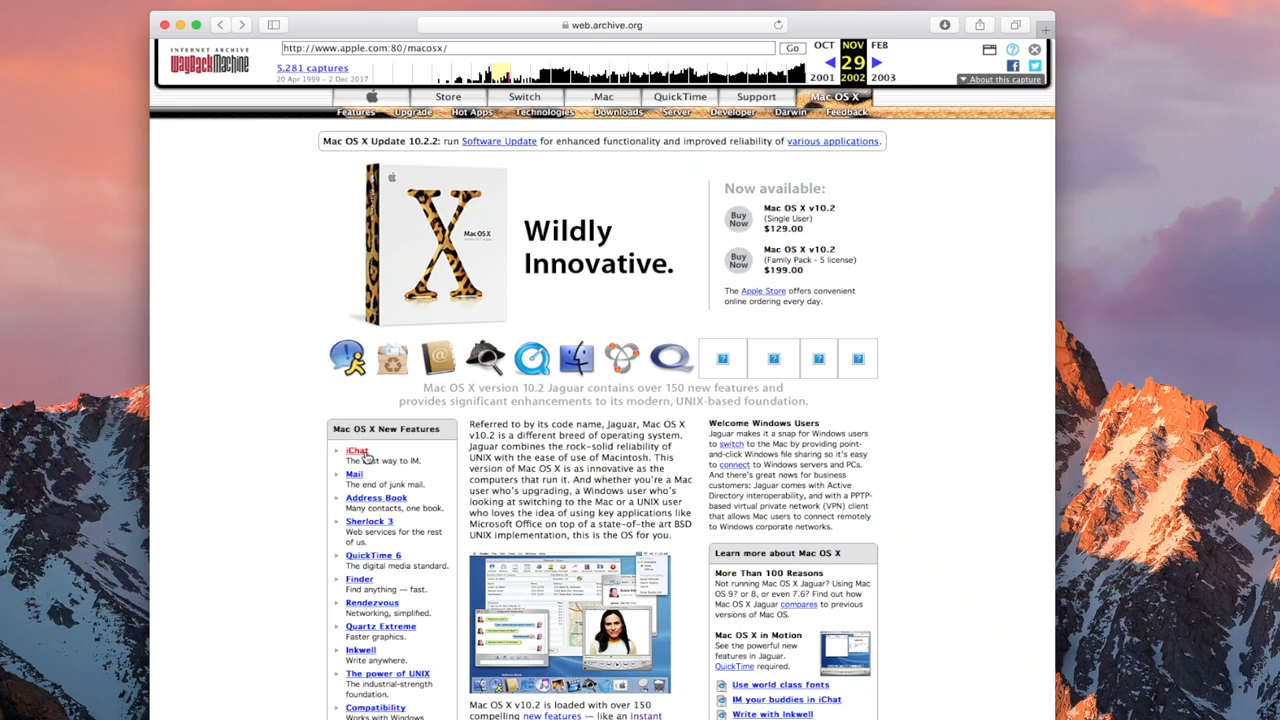 web.archive.org
INTERNET ARCHIVE
WayBackMachine
http://www.apple.com:80/macosx/
Go
OCT NOV FEB
5,281 captures
29
20 Apr 1999 – 2 Dec 2017
2001 2002 2003
About this capture
Store Switch .Mac QuickTime Support Mac OS X
Features Upgrade Hot Apps Technologies Downloads Server Developer Darwin Feedback
Mac OS X Update 10.2.2: run Software Update for enhanced functionality and improved reliability of various applications.
Mac OS X
Wildly
Innovative.
Now available:
Buy Now
Mac OS X v10.2
(Single User)
$129.00
Buy Now
Mac OS X v10.2
(Family Pack - 5 license)
$199.00
The Apple Store offers convenient
online ordering every day.
Mac OS X version 10.2 Jaguar contains over 150 new features and
provides significant enhancements to its modern, UNIX-based foundation.
Mac OS X New Features
iChat
The way to IM.
Mail
The end of junk mail.
Address Book
Many contacts, one book.
Sherlock 3
Web services for the rest
of us.
QuickTime 6
The digital media standard.
Finder
Find anything — fast.
Rendezvous
Networking, simplified.
Quartz Extreme
Faster graphics.
Inkwell
Write anywhere.
The power of UNIX
The industrial-strength
foundation.
Compatibility
Works with Windows
Referred to by its code name, Jaguar, Mac OS X
v10.2 is a different breed of operating system.
Jaguar combines the rock-solid reliability of
UNIX with the ease of use of Macintosh. This
version of Mac OS X is as innovative as the
computers that run it. And whether you're a Mac
user who's upgrading, a Windows user who's
looking at switching to the Mac or a UNIX user
who loves the idea of using key applications like
Microsoft Office on top of a state-of-the art BSD
UNIX implementation, this is the OS for you.
Mac OS X v10.2 is loaded with over 150
compelling new features — like an instant
Welcome Windows Users
Jaguar makes it a snap for Windows users
to switch to the Mac by providing point-
and-click Windows file sharing so it's easy
to connect to Windows servers and PCs.
And there's great news for business
customers: Jaguar comes with Active
Directory interoperability, and with a PPTP-
based virtual private network (VPN) client
that allows Mac users to connect remotely
to Windows corporate networks.
Learn more about Mac OS X
More Than 100 Reasons
Not running Mac OS X Jaguar? Using Mac
OS 9? or 8, or even 7.6? Find out how
Mac OS X Jaguar compares to previous
versions of Mac OS.
Mac OS X in Motion
See the powerful new
features in Jaguar.
QuickTime required.
Use world class fonts
IM your buddies in iChat
Write with Inkwell